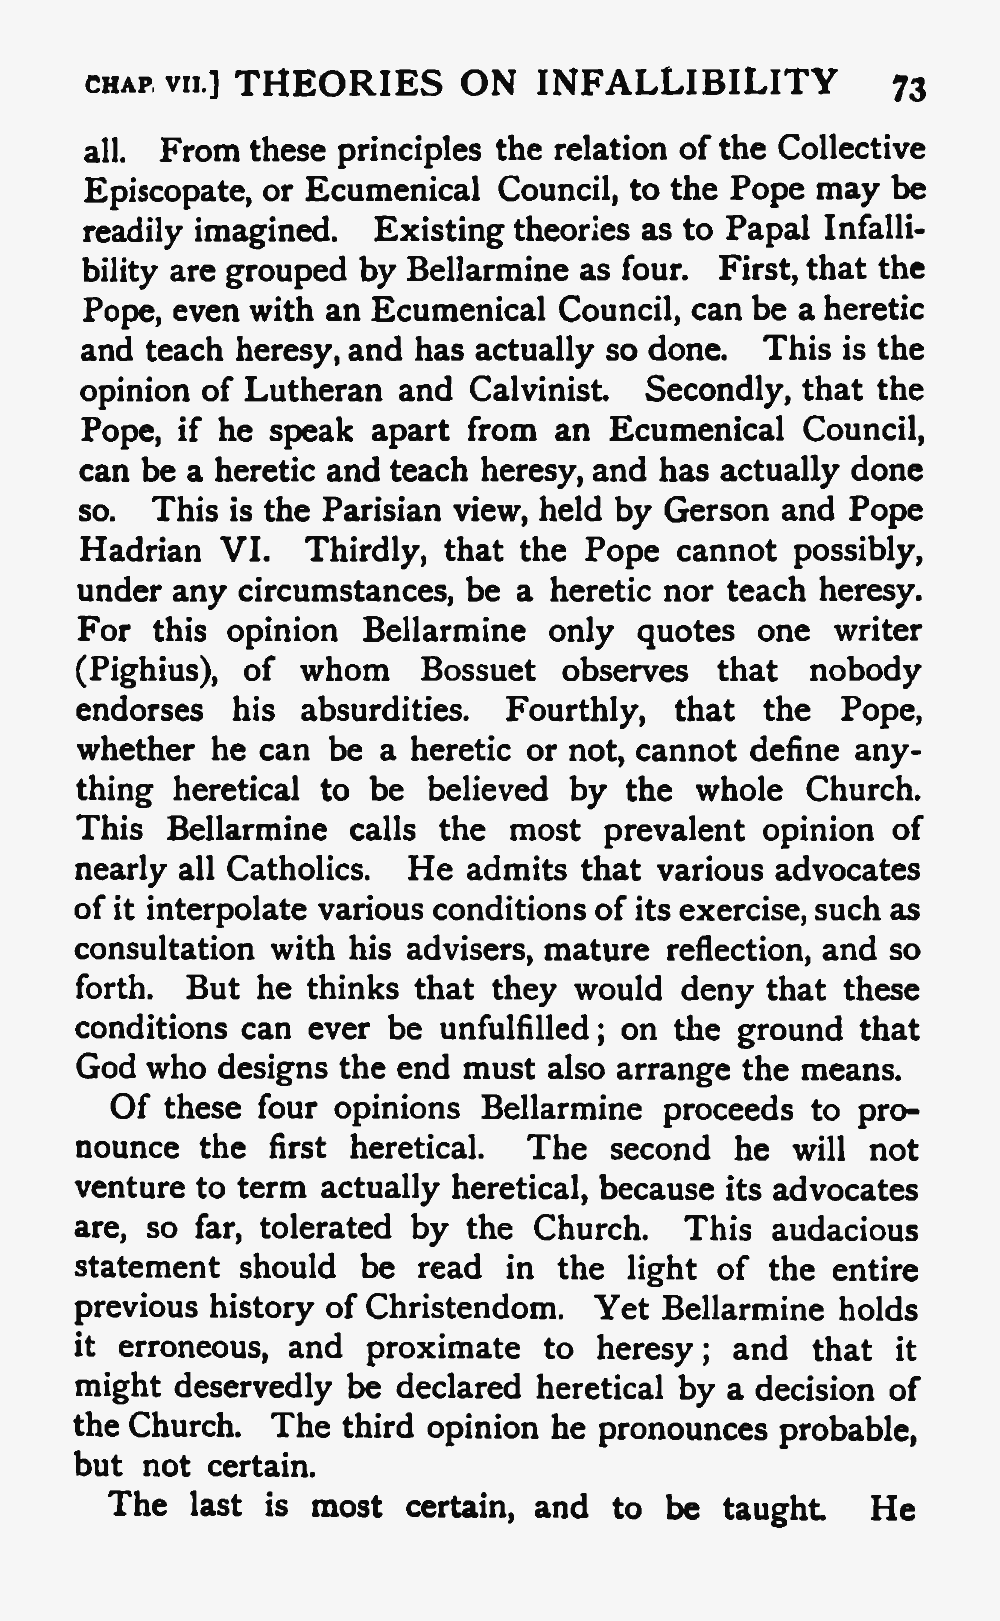 CHAP. VII.] THEORIES ON INFALLIBILITY 73
all. From these principles the relation of the Collective
Episcopate, or Ecumenical Council, to the Pope may be
readily imagined. Existing theories as to Papal Infalli-
bility are grouped by Bellarmine as four. First, that the
Pope, even with an Ecumenical Council, can be a heretic
and teach heresy, and has actually so done. This is the
opinion of Lutheran and Calvinist. Secondly, that the
Pope, if he speak apart from an Ecumenical Council,
can be a heretic and teach heresy, and has actually done
so. This is the Parisian view, held by Gerson and Pope
Hadrian VI. Thirdly, that the Pope cannot possibly,
under any circumstances, be a heretic nor teach heresy.
For this opinion Bellarmine only quotes one writer
(Pighius), of whom Bossuet observes that nobody
endorses his absurdities. Fourthly, that the Pope,
whether he can be a heretic or not, cannot define any-
thing heretical to be believed by the whole Church.
This Bellarmine calls the most prevalent opinion of
nearly all Catholics. He admits that various advocates
of it interpolate various conditions of its exercise, such as
consultation with his advisers, mature reflection, and so
forth. But he thinks that they would deny that these
conditions can ever be unfulfilled; on the ground that
God who designs the end must also arrange the means.
Of these four opinions Bellarmine proceeds to pro-
nounce the first heretical. The second he will not
venture to term actually heretical, because its advocates
are, so far, tolerated by the Church. This audacious
statement should be read in the light of the entire
previous history of Christendom. Yet Bellarmine holds
it erroneous, and proximate to heresy; and that it
might deservedly be declared heretical by a decision of
the Church. The third opinion he pronounces probable,
but not certain.
The last is most certain, and to be taught. He